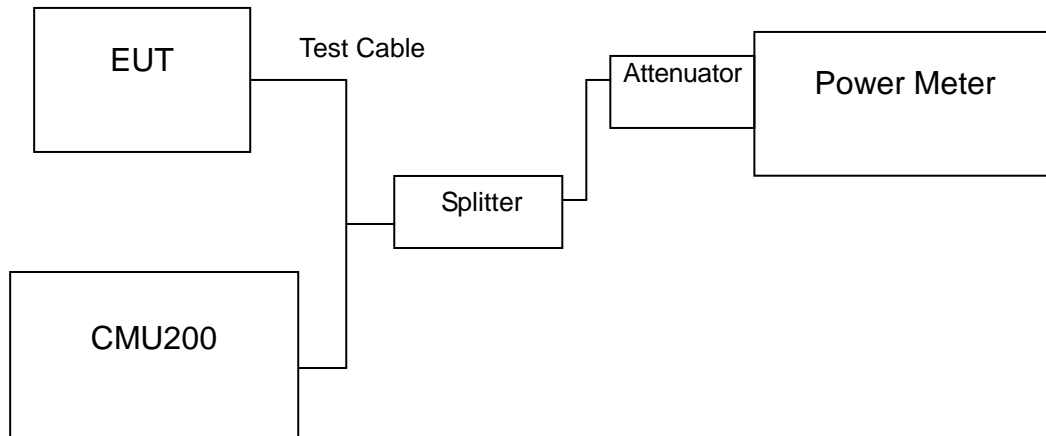 EUT
Test Cable
Attenuator
Power Meter
Splitter
CMU200